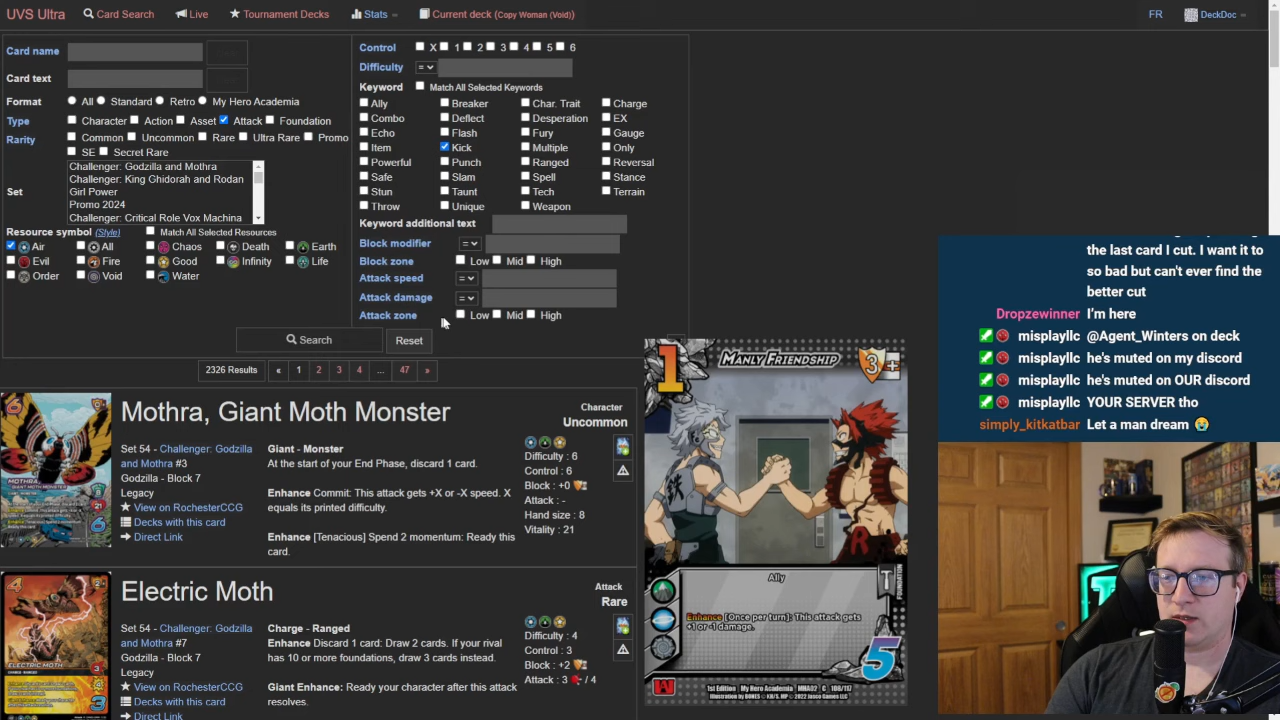 UVS Ultra
Card Search
Live
Tournament Decks
Stats
Current deck (Copy Woman (Void))
FR
DeckDoc
Card name
Card text
Format
All
Standard
Retro
My Hero Academia
Type
Character
Action
Asset
Attack
Foundation
Rarity
Common
Uncommon
Rare
Ultra Rare
Promo
SE
Secret Rare
Set
Challenger: Godzilla and Mothra
Challenger: King Ghidorah and Rodan
Girl Power
Promo 2024
Challenger: Critical Role Vox Machina
Resource symbol (Style)
Match All Selected Resources
Air
All
Chaos
Death
Earth
Evil
Fire
Good
Infinity
Life
Order
Void
Water
Control
X 1 2 3 4 5 6
Difficulty
=
Keyword
Match All Selected Keywords
Ally
Breaker
Char. Trait
Charge
Combo
Deflect
Desperation
EX
Echo
Flash
Fury
Gauge
Item
Kick
Multiple
Only
Powerful
Punch
Ranged
Reversal
Safe
Slam
Spell
Stance
Stun
Taunt
Tech
Terrain
Throw
Unique
Weapon
Keyword additional text
Block modifier
=
Block zone
Low
Mid
High
Attack speed
=
Attack damage
=
Attack zone
Low
Mid
High
Search
Reset
2326 Results
« 1 2 3 4 ... 47 »
Mothra, Giant Moth Monster
Character
Uncommon
Set 54 - Challenger: Godzilla
and Mothra #3
Godzilla - Block 7
Legacy
View on RochesterCCG
Decks with this card
Direct Link
Giant - Monster
At the start of your End Phase, discard 1 card.
Enhance Commit: This attack gets +X or -X speed. X
equals its printed difficulty.
Enhance [Tenacious] Spend 2 momentum: Ready this
card.
Difficulty : 6
Control : 6
Block : +0
Attack : -
Hand size : 8
Vitality : 21
Electric Moth
Attack
Rare
Set 54 - Challenger: Godzilla
and Mothra #7
Godzilla - Block 7
Legacy
View on RochesterCCG
Decks with this card
Direct Link
Charge - Ranged
Enhance Discard 1 card: Draw 2 cards. If your rival
has 10 or more foundations, draw 3 cards instead.
Giant Enhance: Ready your character after this attack
resolves.
Difficulty : 4
Control : 3
Block : +2
Attack : 3 / 4
1
MANLY FRIENDSHIP
3
+
Ally
FOUNDATION
Enhance [Once per turn]: This attack gets
+1 or -1 damage.
5
1st Edition | My Hero Academia | MHA02 | C | 108/117
the last card I cut. I want it to
so bad but can't ever find the
better cut
Dropzewinner I'm here
misplayllc @Agent_Winters on deck
misplayllc he's muted on my discord
misplayllc he's muted on OUR discord
misplayllc YOUR SERVER tho
simply_kitkatbar Let a man dream 😭